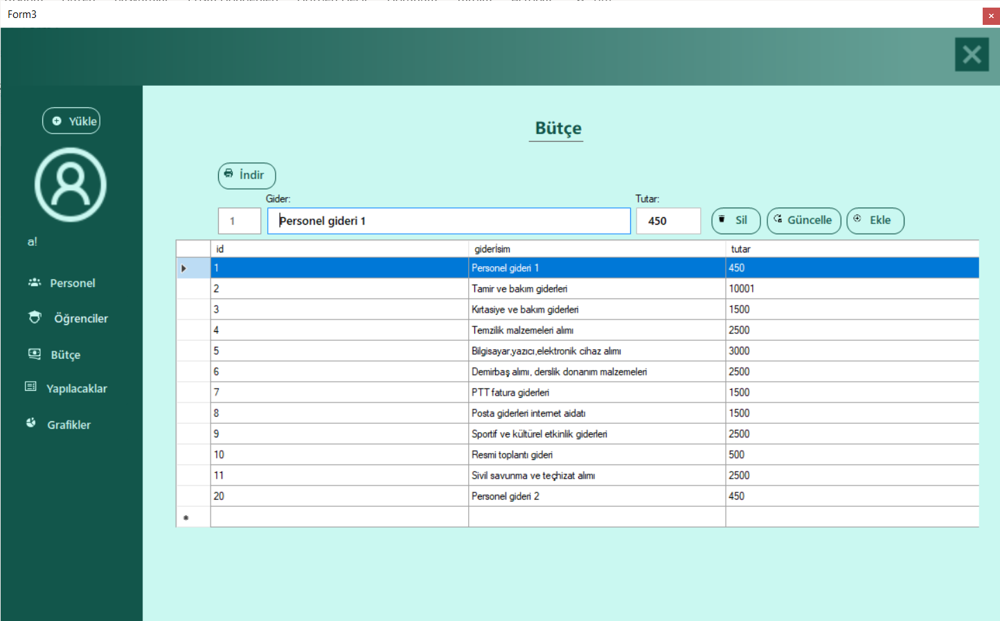 Form3
Yükle
a!
Personel
Öğrenciler
Bütçe
Yapılacaklar
Grafikler
Bütçe
İndir
Gider: Tutar:
1 Personel gideri 1 450 Sil Güncelle Ekle
id giderİsim tutar
1 Personel gideri 1 450
2 Tamir ve bakım giderleri 10001
3 Kırtasiye ve bakım giderleri 1500
4 Temzilik malzemeleri alımı 2500
5 Bilgisayar,yazıcı,elektronik cihaz alımı 3000
6 Demirbaş alımı, derslik donanım malzemeleri 2500
7 PTT fatura giderleri 1500
8 Posta giderleri internet aidatı 1500
9 Sportif ve kültürel etkinlik giderleri 2500
10 Resmi toplantı gideri 500
11 Sivil savunma ve teçhizat alımı 2500
20 Personel gideri 2 450